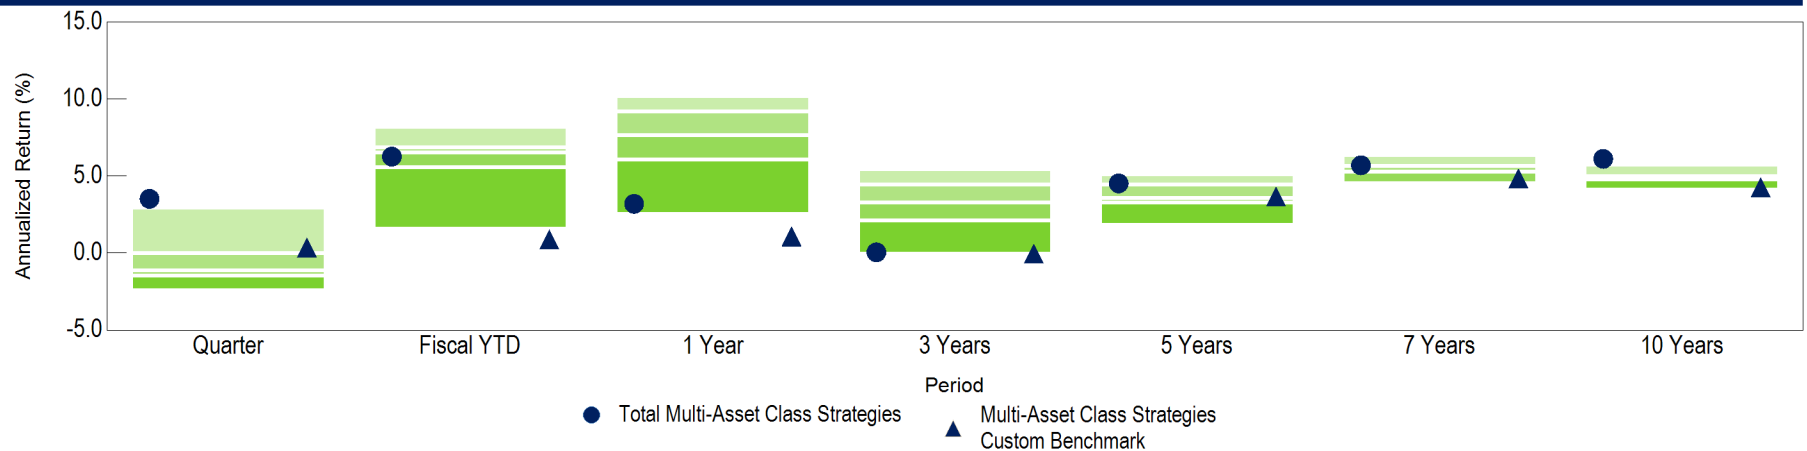 15.0
10.0
5.0
0.0
-5.0
Annualized Return (%)
Quarter Fiscal YTD 1 Year 3 Years 5 Years 7 Years 10 Years
Period
Total Multi-Asset Class Strategies
Multi-Asset Class Strategies
Custom Benchmark